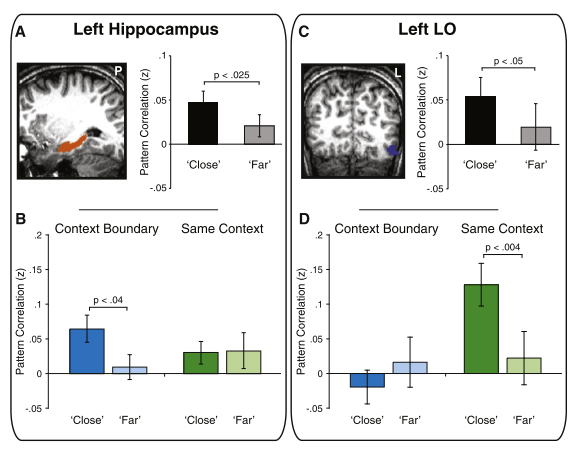 A Left Hippocampus
P
Pattern Correlation (z)
.1
.05
0
-.05
p < .025
'Close' 'Far'
B
Context Boundary Same Context
Pattern Correlation (z)
.2
.15
.1
.05
0
-.05
p < .04
'Close' 'Far' 'Close' 'Far'
C Left LO
L
Pattern Correlation (z)
.1
.05
0
-.05
p < .05
'Close' 'Far'
D
Context Boundary Same Context
Pattern Correlation (z)
.2
.15
.1
.05
0
-.05
p < .004
'Close' 'Far' 'Close' 'Far'